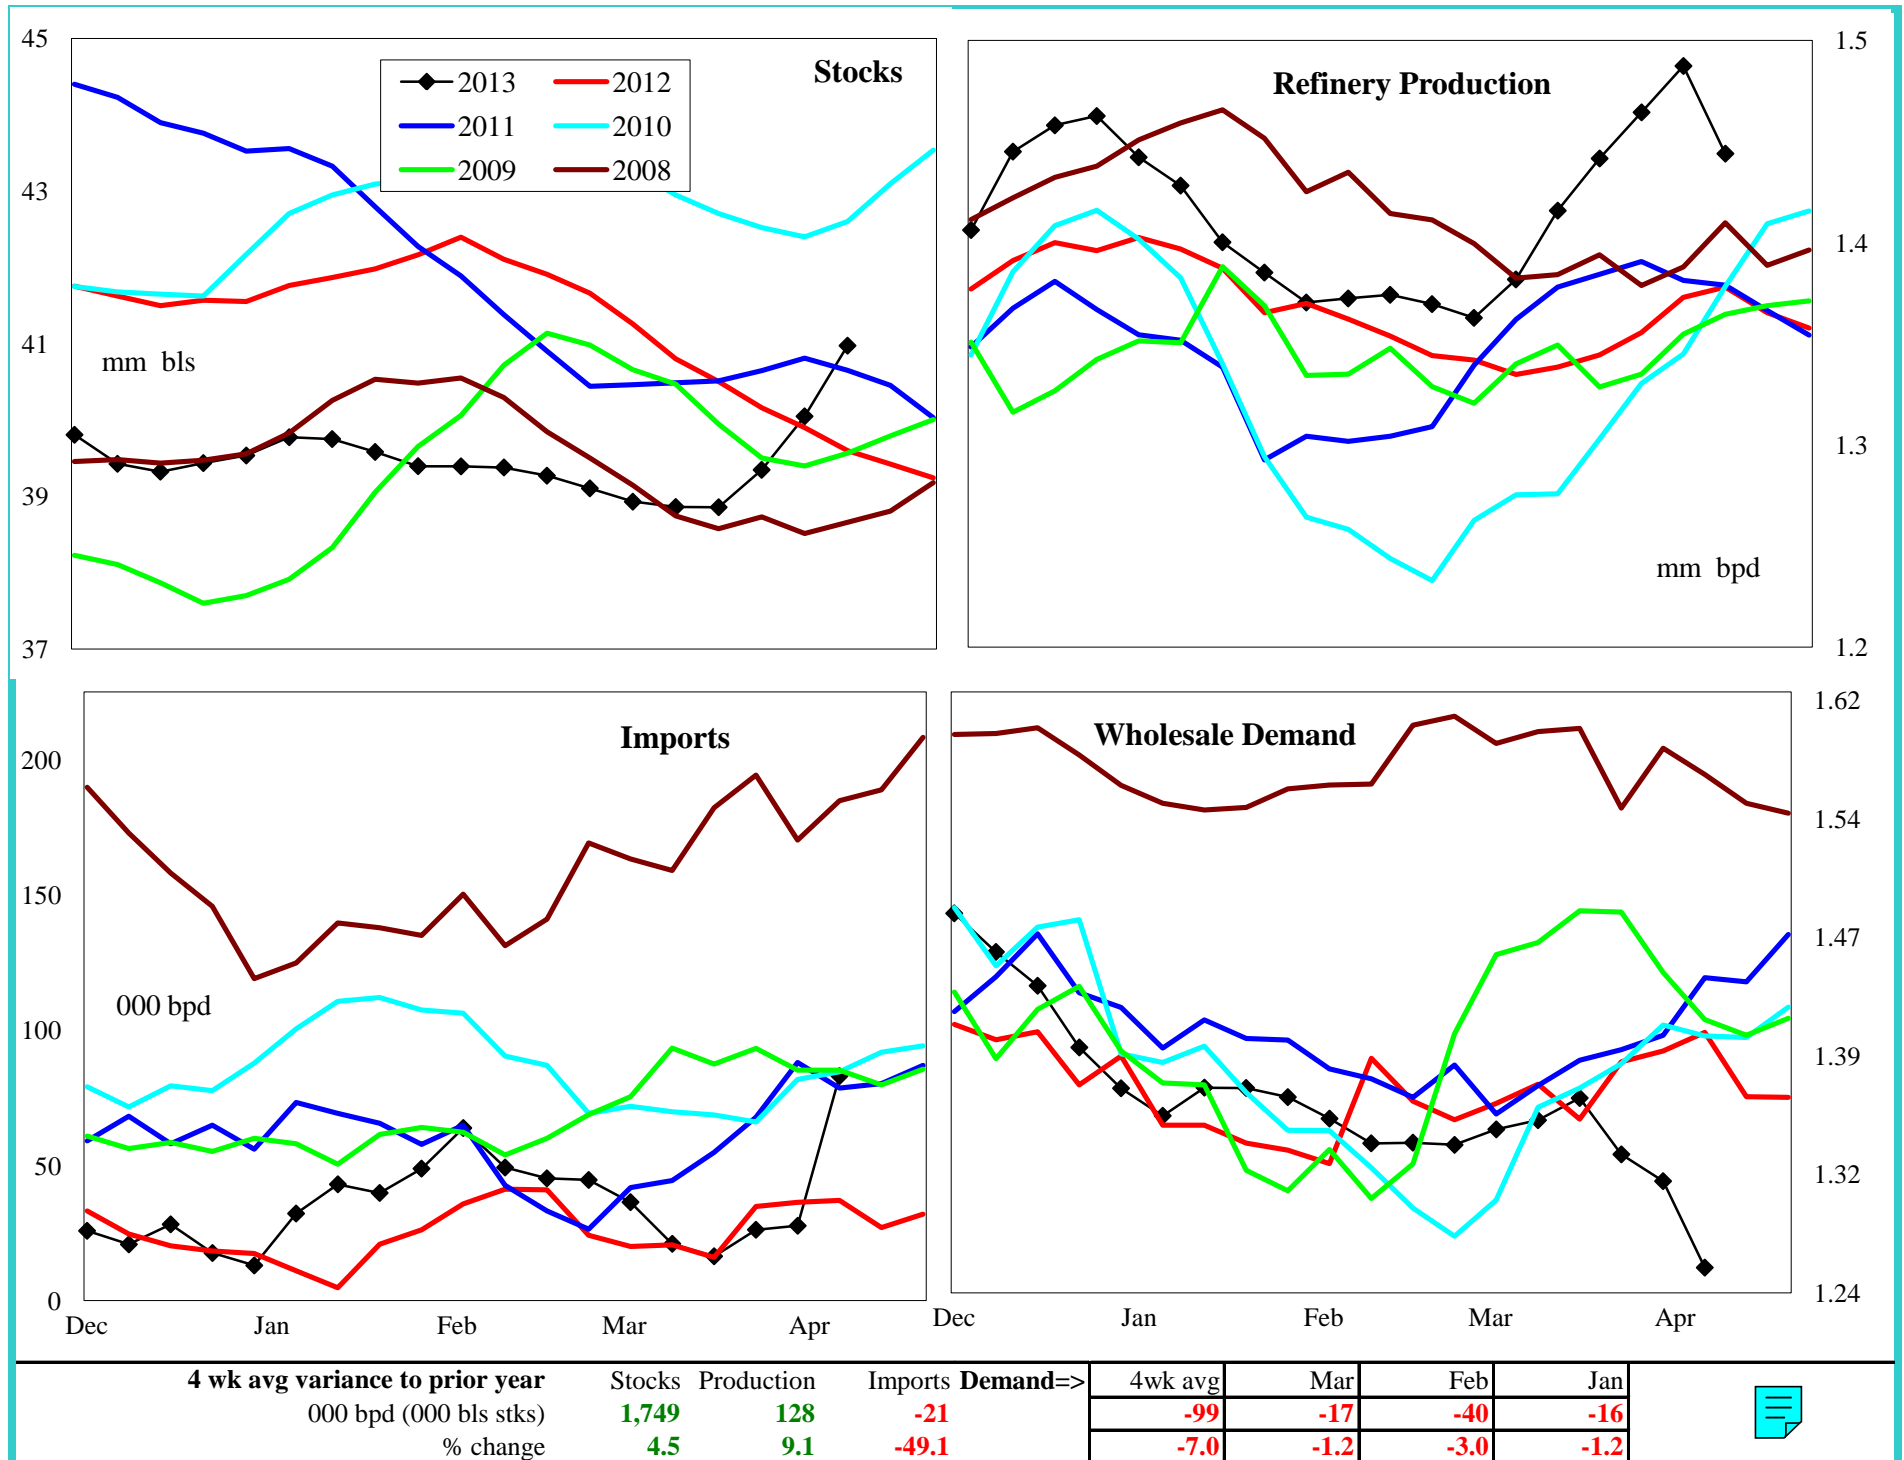 Stocks
2013 2012
2011 2010
2009 2008
45
43
41
39
37
mm bls
Refinery Production
1.5
1.4
1.3
1.2
mm bpd
Imports
200
150
100
50
0
000 bpd
Dec Jan Feb Mar Apr
Wholesale Demand
1.62
1.54
1.47
1.39
1.32
1.24
Dec Jan Feb Mar Apr
4 wk avg variance to prior year Stocks Production Imports Demand=> 4wk avg Mar Feb Jan
000 bpd (000 bls stks) 1,749 128 -21 -99 -17 -40 -16
% change 4.5 9.1 -49.1 -7.0 -1.2 -3.0 -1.2